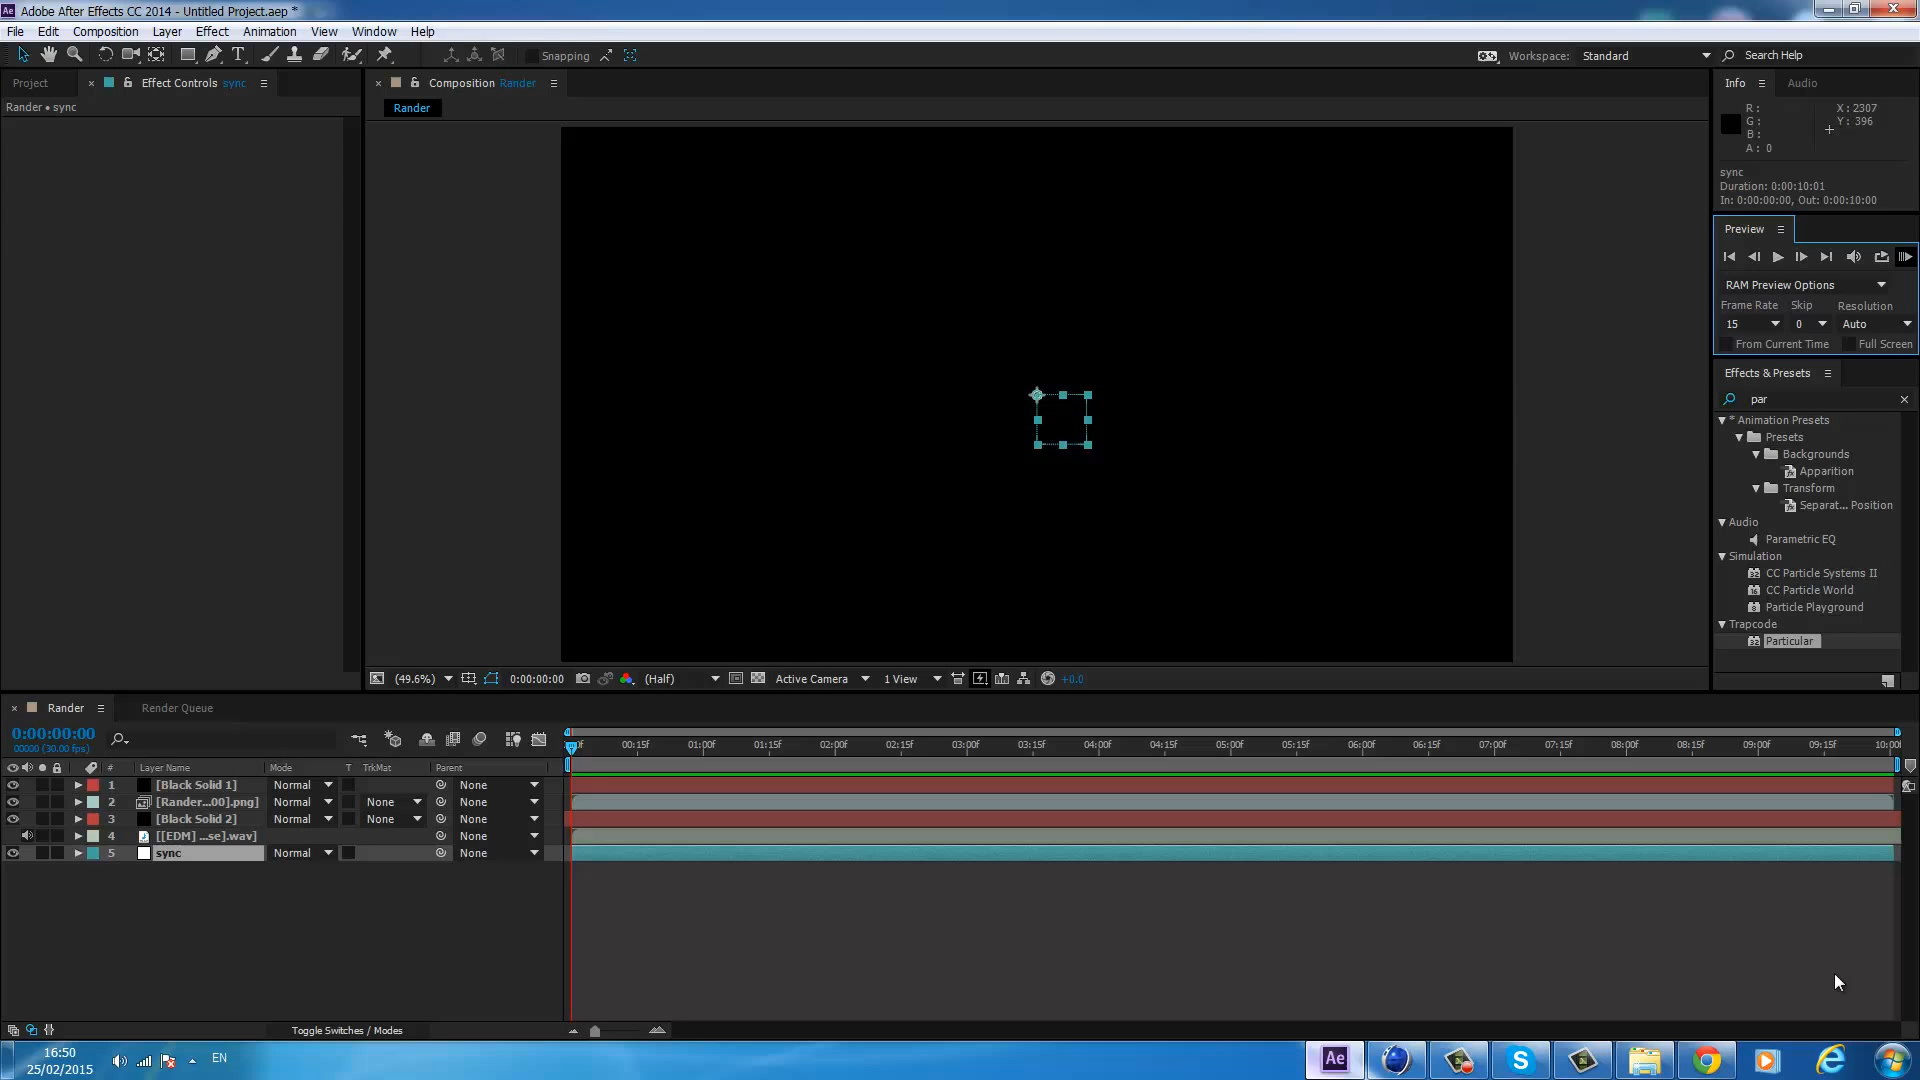 Ae Adobe After Effects CC 2014 - Untitled Project.aep *
File Edit Composition Layer Effect Animation View Window Help
Snapping Workspace: Standard Search Help
Project × Effect Controls sync × Composition Rander Info Audio
Rander • sync
Rander
R: X: 2307
G: Y: 396
B:
A: 0
sync
Duration: 0:00:10:01
In: 0:00:00:00, Out: 0:00:10:00
Preview
RAM Preview Options
Frame Rate Skip Resolution
15 0 Auto
From Current Time Full Screen
Effects & Presets
par
* Animation Presets
Presets
Backgrounds
Apparition
Transform
Separat... Position
Audio
Parametric EQ
Simulation
CC Particle Systems II
CC Particle World
Particle Playground
Trapcode
Particular
(49.6%) 0:00:00:00 (Half) Active Camera 1 View +0.0
× Rander Render Queue
0:00:00:00
00000 (30.00 fps)
00:15f 01:00f 01:15f 02:00f 02:15f 03:00f 03:15f 04:00f 04:15f 05:00f 05:15f 06:00f 06:15f 07:00f 07:15f 08:00f 08:15f 09:00f 09:15f 10:00f
# Layer Name Mode T TrkMat Parent
1 [Black Solid 1] Normal None
2 [Rander...00].png] Normal None None
3 [Black Solid 2] Normal None None
4 [[EDM] ...se].wav] None
5 sync Normal None
Toggle Switches / Modes
16:50
25/02/2015
EN
Ae